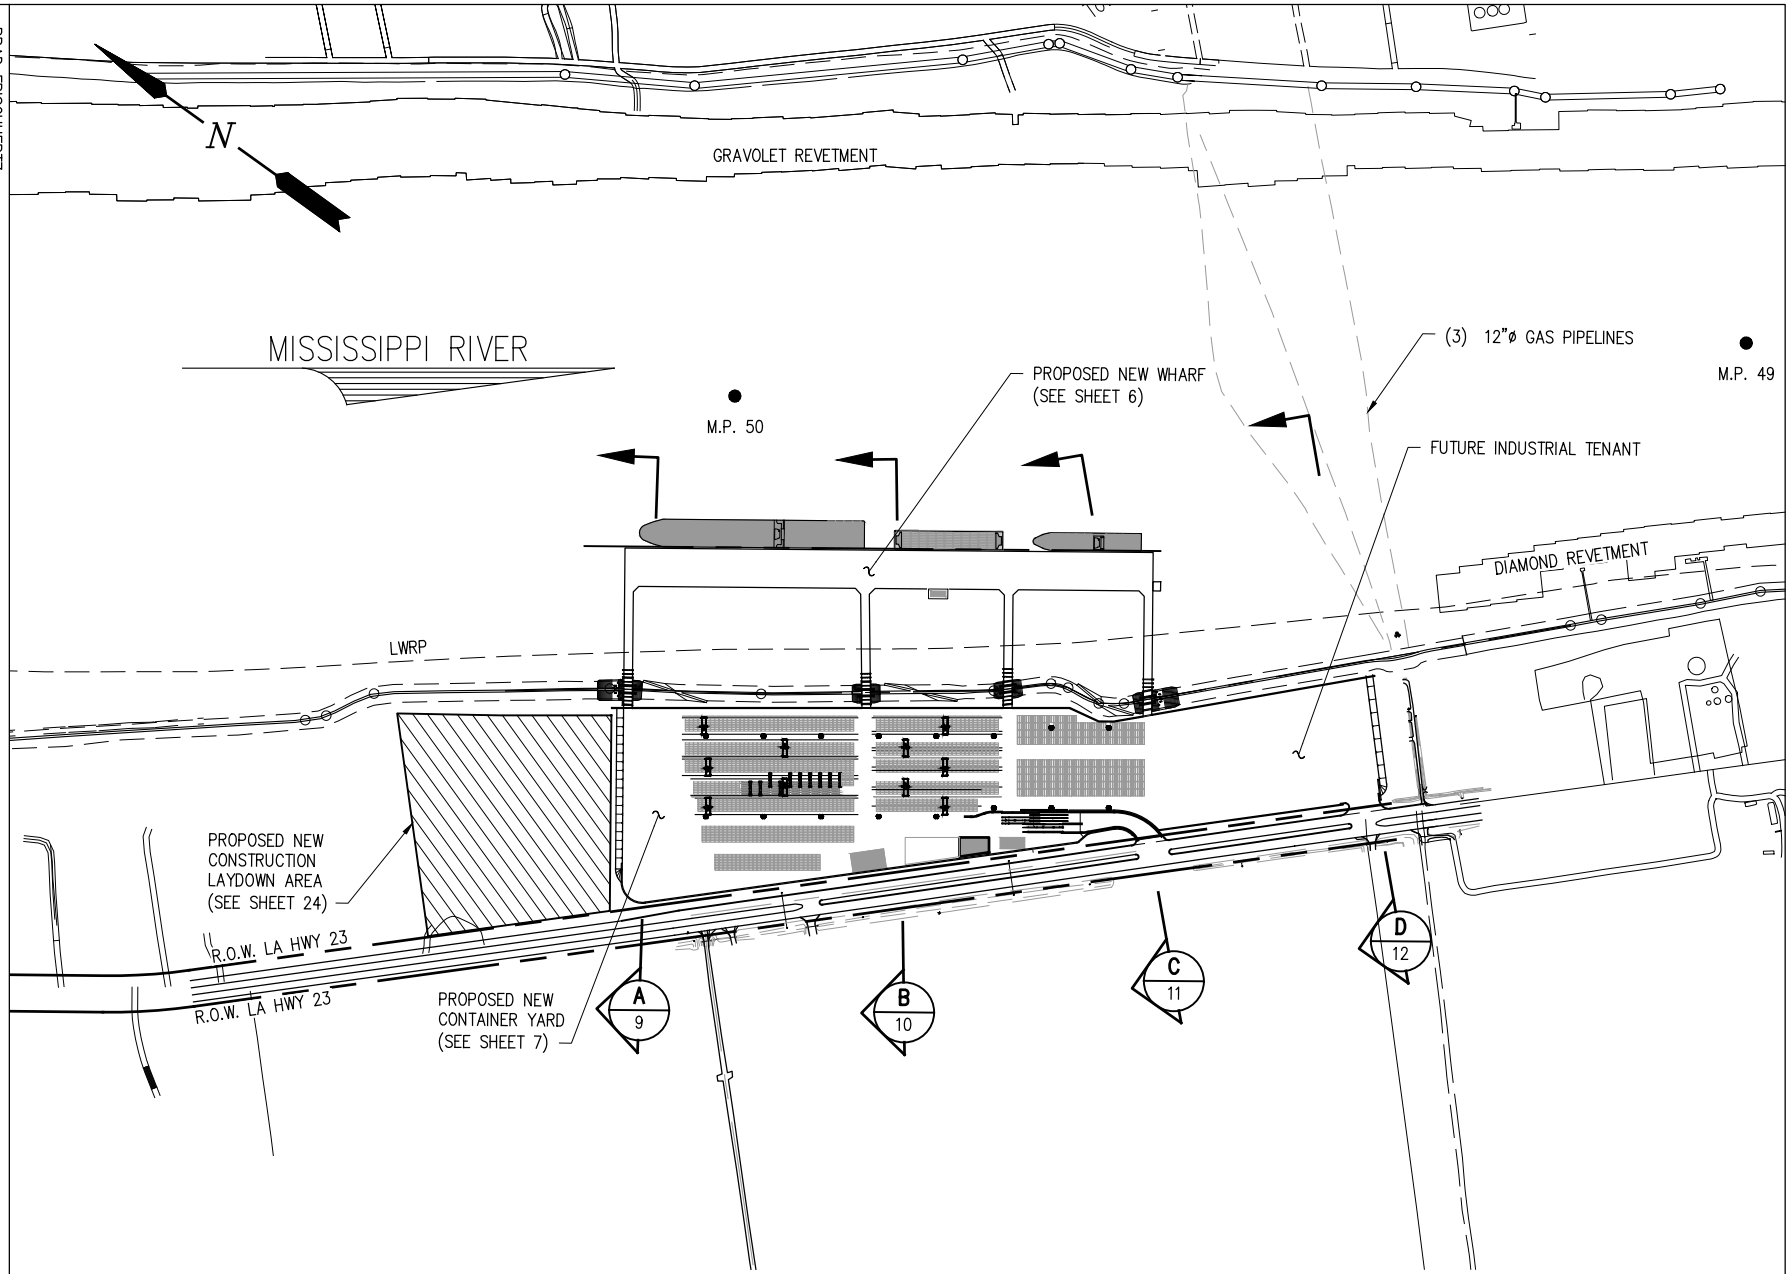 N
GRAVOLET REVETMENT
MISSISSIPPI RIVER
(3) 12"ø GAS PIPELINES
M.P. 49
PROPOSED NEW WHARF
(SEE SHEET 6)
M.P. 50
FUTURE INDUSTRIAL TENANT
DIAMOND REVETMENT
LWRP
PROPOSED NEW
CONSTRUCTION
LAYDOWN AREA
(SEE SHEET 24)
R.O.W. LA HWY 23
R.O.W. LA HWY 23
PROPOSED NEW
CONTAINER YARD
(SEE SHEET 7)
A
9
B
10
C
11
D
12